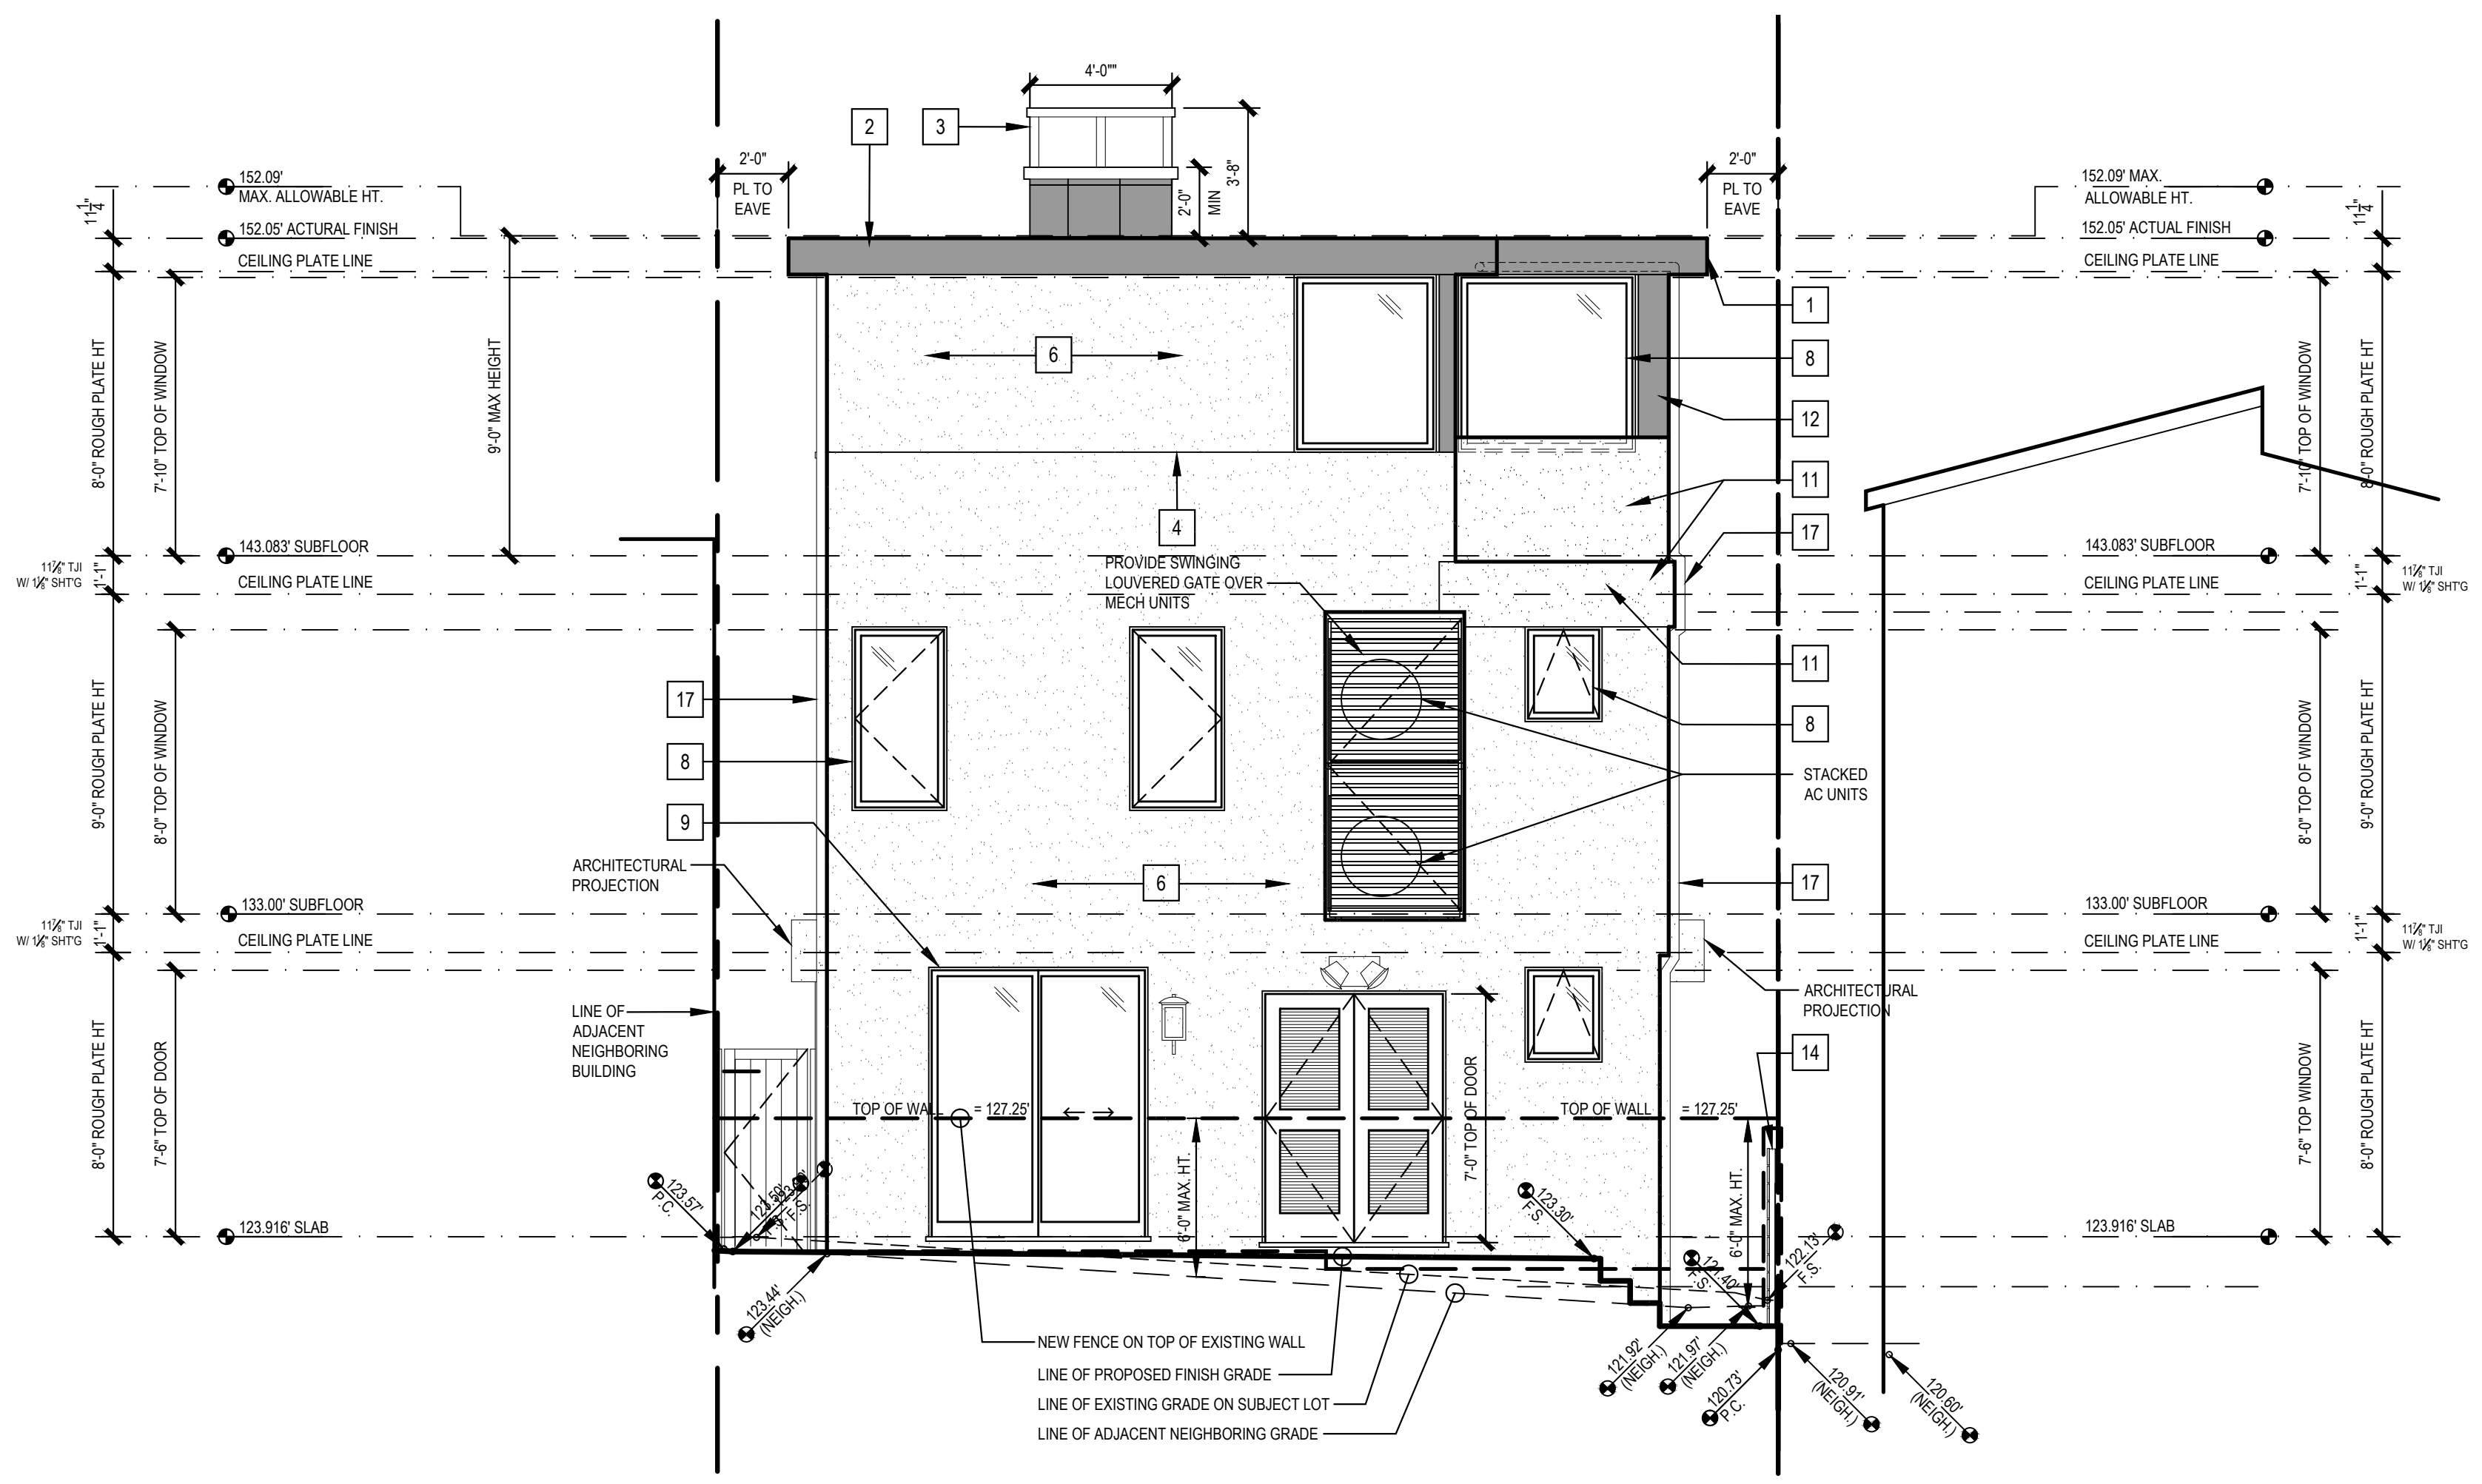 4'-0""
2
3
2'-0"
PL TO
EAVE
2'-0"
MIN
3'-8"
2'-0"
PL TO
EAVE
152.09'
MAX. ALLOWABLE HT.
11 1/4"
152.05' ACTURAL FINISH
CEILING PLATE LINE
152.09' MAX.
ALLOWABLE HT.
11 1/4"
152.05' ACTUAL FINISH
CEILING PLATE LINE
8'-0" ROUGH PLATE HT
7'-10" TOP OF WINDOW
9'-0" MAX HEIGHT
6
1
8
12
11
17
4
7'-10" TOP OF WINDOW
8'-0" ROUGH PLATE HT
143.083' SUBFLOOR
11⅞" TJI
W/ 1⅛" SHT'G
1'-1"
CEILING PLATE LINE
PROVIDE SWINGING
LOUVERED GATE OVER
MECH UNITS
143.083' SUBFLOOR
CEILING PLATE LINE
1'-1"
11⅞" TJI
W/ 1⅛" SHT'G
11
8
17
8
9
9'-0" ROUGH PLATE HT
8'-0" TOP OF WINDOW
STACKED
AC UNITS
8'-0" TOP OF WINDOW
9'-0" ROUGH PLATE HT
ARCHITECTURAL
PROJECTION
6
17
133.00' SUBFLOOR
11⅞" TJI
W/ 1⅛" SHT'G
1'-1"
CEILING PLATE LINE
133.00' SUBFLOOR
CEILING PLATE LINE
1'-1"
11⅞" TJI
W/ 1⅛" SHT'G
ARCHITECTURAL
PROJECTION
LINE OF
ADJACENT
NEIGHBORING
BUILDING
14
8'-0" ROUGH PLATE HT
7'-6" TOP OF DOOR
7'-0" TOP OF DOOR
7'-6" TOP WINDOW
8'-0" ROUGH PLATE HT
TOP OF WALL = 127.25'
TOP OF WALL = 127.25'
6'-0" MAX. HT.
6'-0" MAX. HT.
123.57'
P.C.
123.50'
F.S.
123.30'
F.S.
121.40'
F.S.
122.13'
F.S.
123.916' SLAB
123.916' SLAB
123.44'
(NEIGH.)
NEW FENCE ON TOP OF EXISTING WALL
LINE OF PROPOSED FINISH GRADE
LINE OF EXISTING GRADE ON SUBJECT LOT
LINE OF ADJACENT NEIGHBORING GRADE
121.92'
(NEIGH.)
121.97'
(NEIGH.)
120.73'
P.C.
120.91'
(NEIGH.)
120.60'
(NEIGH.)